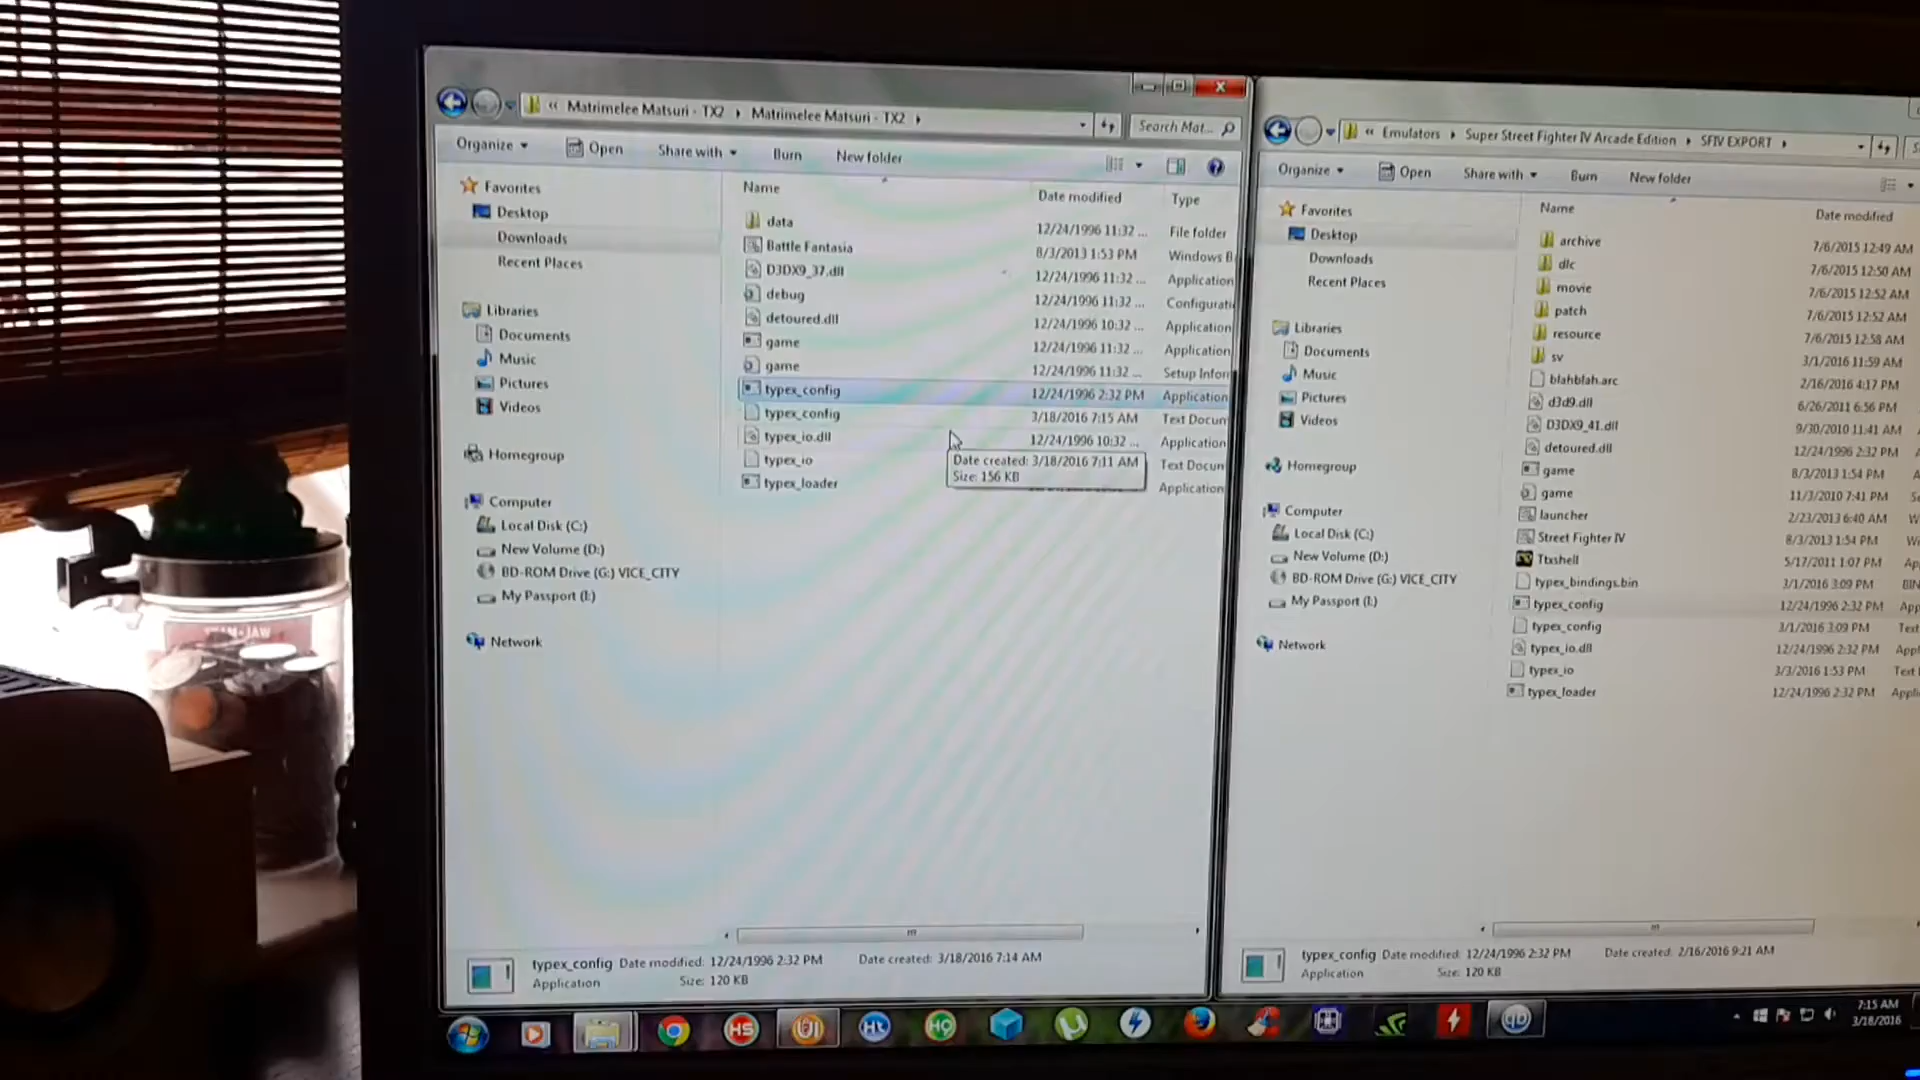 « Matrimelee Matsuri - TX2 ▸ Matrimelee Matsuri - TX2 ▸
Search Mat...
Organize Open Share with Burn New folder
Favorites
Desktop
Downloads
Recent Places
Libraries
Documents
Music
Pictures
Videos
Homegroup
Computer
Local Disk (C:)
New Volume (D:)
BD-ROM Drive (G:) VICE_CITY
My Passport (I:)
Network
Name Date modified Type
data 12/24/1996 11:32 ... File folder
Battle Fantasia 8/3/2013 1:53 PM Windows B
D3DX9_37.dll 12/24/1996 11:32 ... Application
debug 12/24/1996 11:32 ... Configurati
detoured.dll 12/24/1996 10:32 ... Application
game 12/24/1996 11:32 ... Application
game 12/24/1996 11:32 ... Setup Infor
typex_config 12/24/1996 2:32 PM Application
typex_config 3/18/2016 7:15 AM Text Docun
typex_io.dll 12/24/1996 10:32 ... Application
typex_io Text Docun
typex_loader Application
Date created: 3/18/2016 7:11 AM
Size: 156 KB
typex_config Date modified: 12/24/1996 2:32 PM Date created: 3/18/2016 7:14 AM
Application Size: 120 KB
« Emulators ▸ Super Street Fighter IV Arcade Edition ▸ SFIV EXPORT ▸
Organize Open Share with Burn New folder
Favorites
Desktop
Downloads
Recent Places
Libraries
Documents
Music
Pictures
Videos
Homegroup
Computer
Local Disk (C:)
New Volume (D:)
BD-ROM Drive (G:) VICE_CITY
My Passport (I:)
Network
Name Date modified
archive 7/6/2015 12:49 AM
dlc 7/6/2015 12:50 AM
movie 7/6/2015 12:52 AM
patch 7/6/2015 12:52 AM
resource 7/6/2015 12:58 AM
sv 3/1/2016 11:59 AM
blahblah.arc 2/16/2016 4:17 PM
d3d9.dll 6/26/2011 6:56 PM
D3DX9_41.dll 9/30/2010 11:41 AM
detoured.dll 12/24/1996 2:32 PM
game 8/3/2013 1:54 PM
game 11/3/2010 7:41 PM
launcher 2/23/2013 6:40 AM
Street Fighter IV 8/3/2013 1:54 PM
Ttxshell 5/17/2011 1:07 PM
typex_bindings.bin 3/1/2016 3:09 PM BIN
typex_config 12/24/1996 2:32 PM App
typex_config 3/1/2016 3:09 PM Text
typex_io.dll 12/24/1996 2:32 PM App
typex_io 3/3/2016 1:53 PM Text
typex_loader 12/24/1996 2:32 PM Appli
typex_config Date modified: 12/24/1996 2:32 PM Date created: 2/16/2016 9:21 AM
Application Size: 120 KB
HS
HQ
7:15 AM
3/18/2016